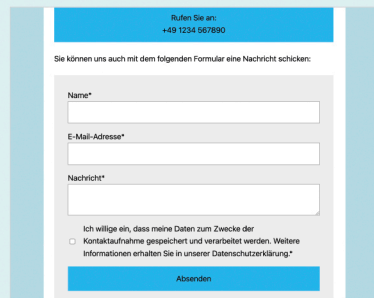 Rufen Sie an:
+49 1234 567890
Sie können uns auch mit dem folgenden Formular eine Nachricht schicken:
Name*
E-Mail-Adresse*
Nachricht*
Ich willige ein, dass meine Daten zum Zwecke der
Kontaktaufnahme gespeichert und verarbeitet werden. Weitere
Informationen erhalten Sie in unserer Datenschutzerklärung.*
Absenden